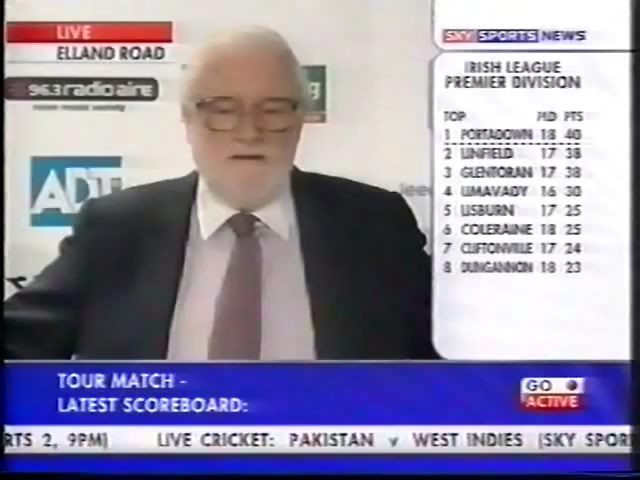 LIVE
ELLAND ROAD
96.3 radio aire
ADT
SKY SPORTS NEWS
IRISH LEAGUE
PREMIER DIVISION
TOP PLD PTS
1 PORTADOWN 18 40
2 LINFIELD 17 38
3 GLENTORAN 17 38
4 LIMAVADY 16 30
5 LISBURN 17 25
6 COLERAINE 18 25
7 CLIFTONVILLE 17 24
8 DUNGANNON 18 23
TOUR MATCH -
LATEST SCOREBOARD:
GO
ACTIVE
RTS 2, 9PM) LIVE CRICKET: PAKISTAN v WEST INDIES (SKY SPOR